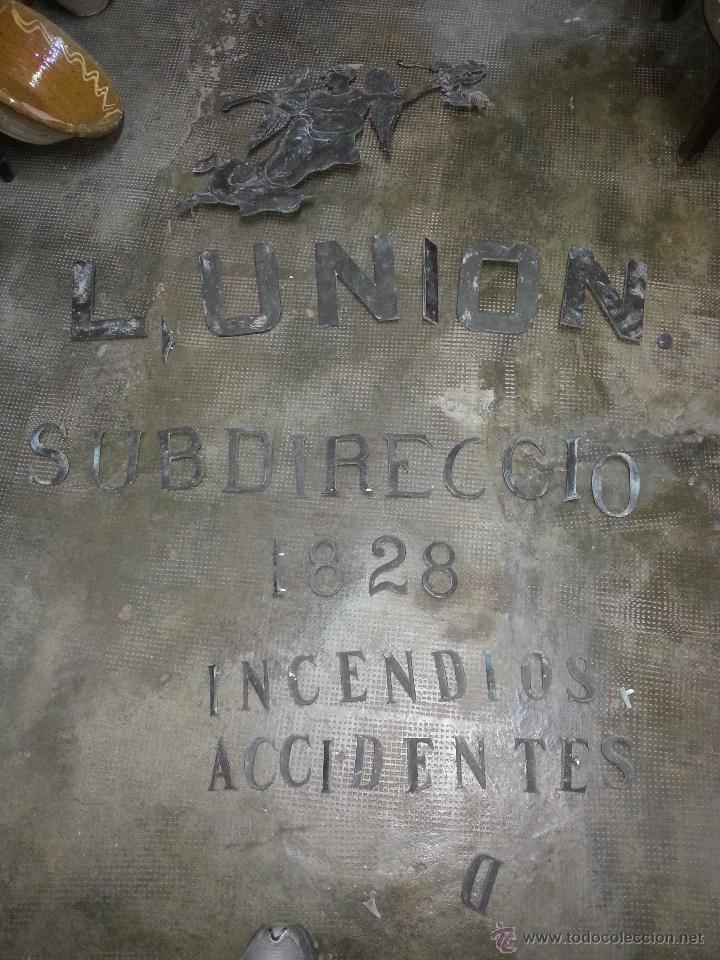 L, UNION.
SUBDIRECCIO
1828
INCENDIOS,
ACCIDENTES
D
www.todocoleccion.net